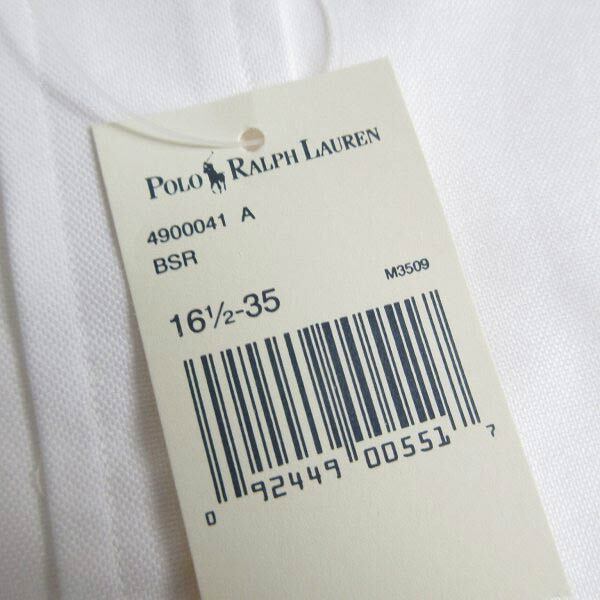 POLO RALPH LAUREN
4900041 A
BSR
M3509
16½-35
0 92449 00551 7